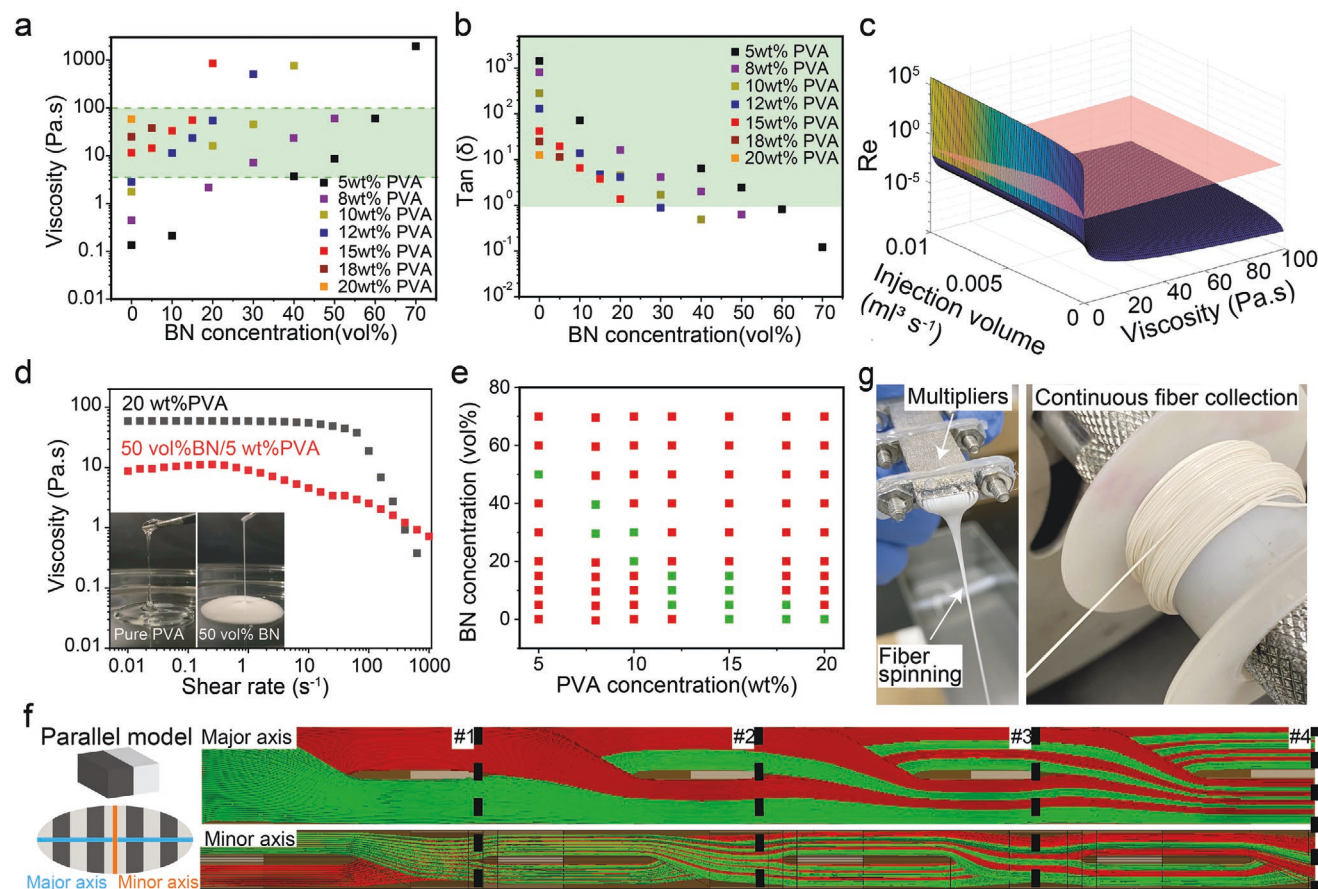 a
Viscosity (Pa.s)
1000
100
10
1
0.1
0.01
5wt% PVA
8wt% PVA
10wt% PVA
12wt% PVA
15wt% PVA
18wt% PVA
20wt% PVA
0 10 20 30 40 50 60 70
BN concentration(vol%)
b
Tan (δ)
10³
10²
10¹
10⁰
10⁻¹
10⁻²
5wt% PVA
8wt% PVA
10wt% PVA
12wt% PVA
15wt% PVA
18wt% PVA
20wt% PVA
0 10 20 30 40 50 60 70
BN concentration(vol%)
c
Re
10⁵
10⁰
10⁻⁵
0.01
0.005
0
Injection volume
(ml³ s⁻¹)
0 20 40 60 80 100
Viscosity (Pa.s)
d
Viscosity (Pa.s)
100
10
1
0.1
0.01
20 wt%PVA
50 vol%BN/5 wt%PVA
Pure PVA
50 vol% BN
0.01 0.1 1 10 100 1000
Shear rate (s⁻¹)
e
BN concentration (vol%)
80
70
60
50
40
30
20
10
0
5 10 15 20
PVA concentration(wt%)
g
Multipliers
Fiber
spinning
Continuous fiber collection
f
Parallel model
Major axis
Minor axis
Major axis
#1
#2
#3
#4
Minor axis